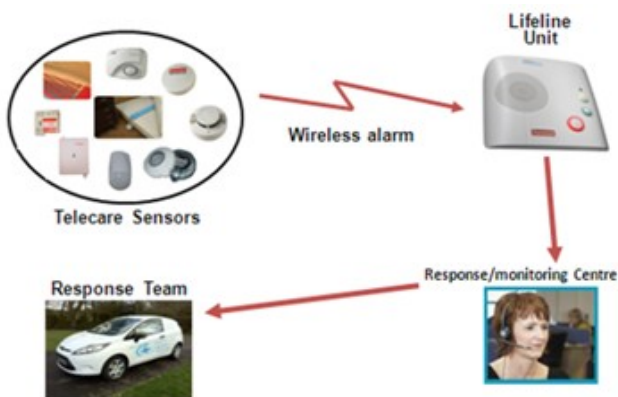 Lifeline
Unit
Wireless alarm
Telecare Sensors
Response/monitoring Centre
Response Team